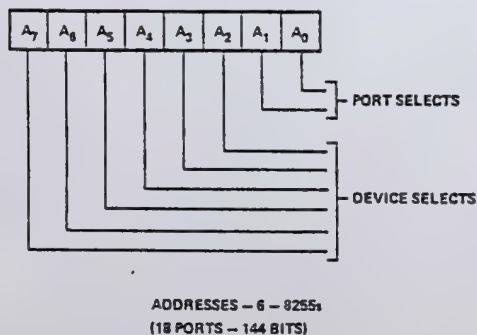 A7 A6 A5 A4 A3 A2 A1 A0
PORT SELECTS
DEVICE SELECTS
ADDRESSES – 6 – 8255s
(18 PORTS – 144 BITS)